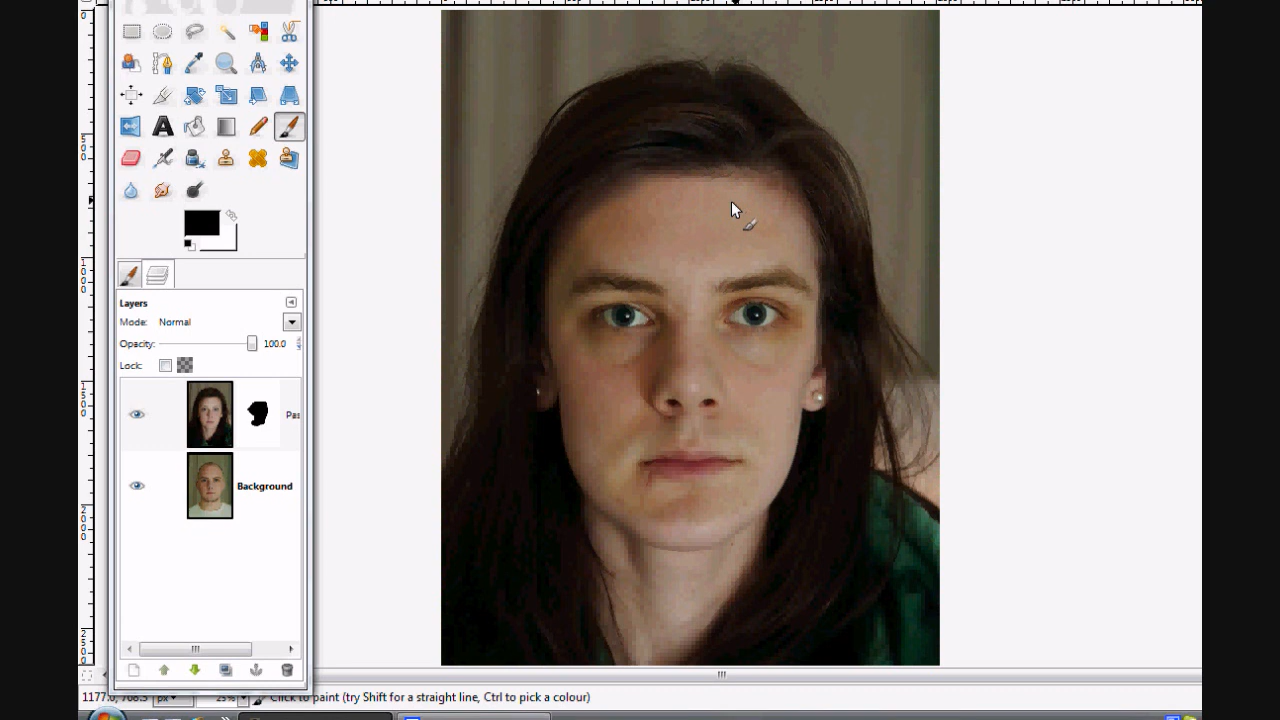 Layers
Mode: Normal
Opacity: 100.0
Lock:
Pas
Background
px
25%
Click to paint (try Shift for a straight line, Ctrl to pick a colour)